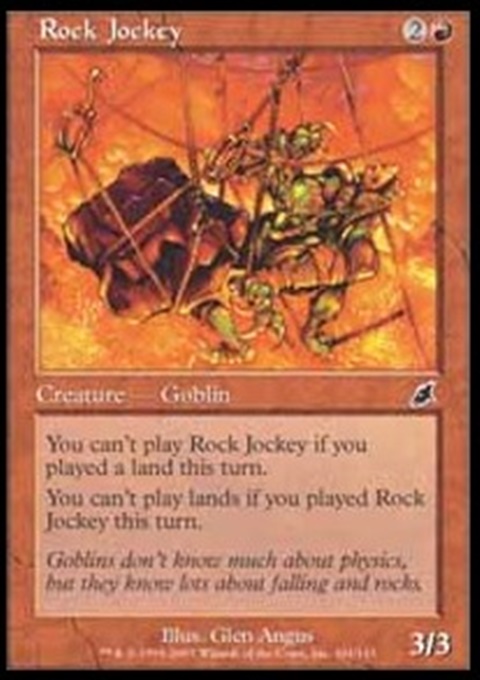 Rock Jockey 2
Creature — Goblin
You can't play Rock Jockey if you
played a land this turn.
You can't play lands if you played Rock
Jockey this turn.
Goblins don't know much about physics,
but they know lots about falling and rocks.
Illus. Glen Angus
3/3